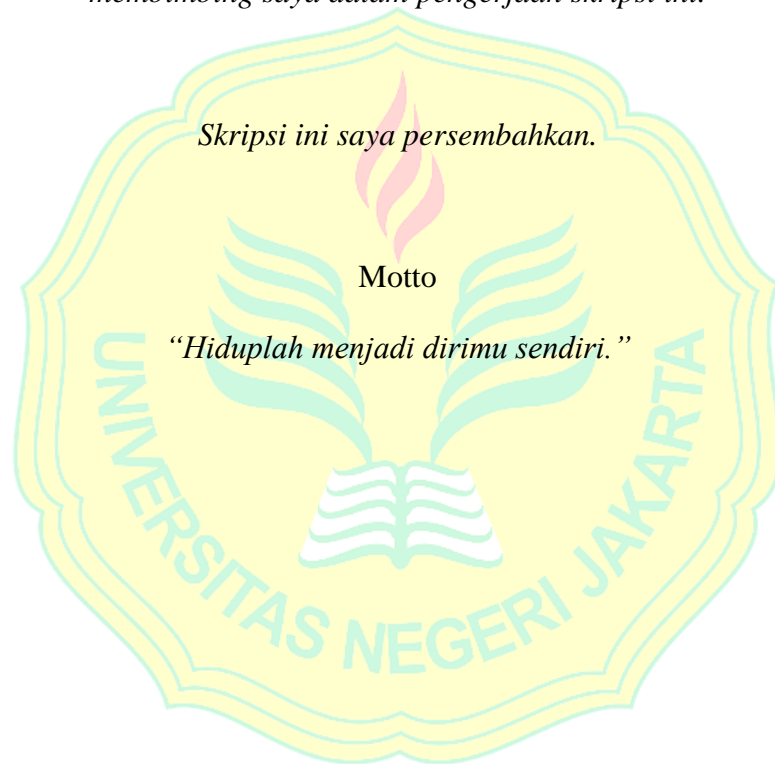 membimbing saya dalam pengerjaan skripsi ini.
Skripsi ini saya persembahkan.
Motto
“Hiduplah menjadi dirimu sendiri.”
UNIVERSITAS NEGERI JAKARTA